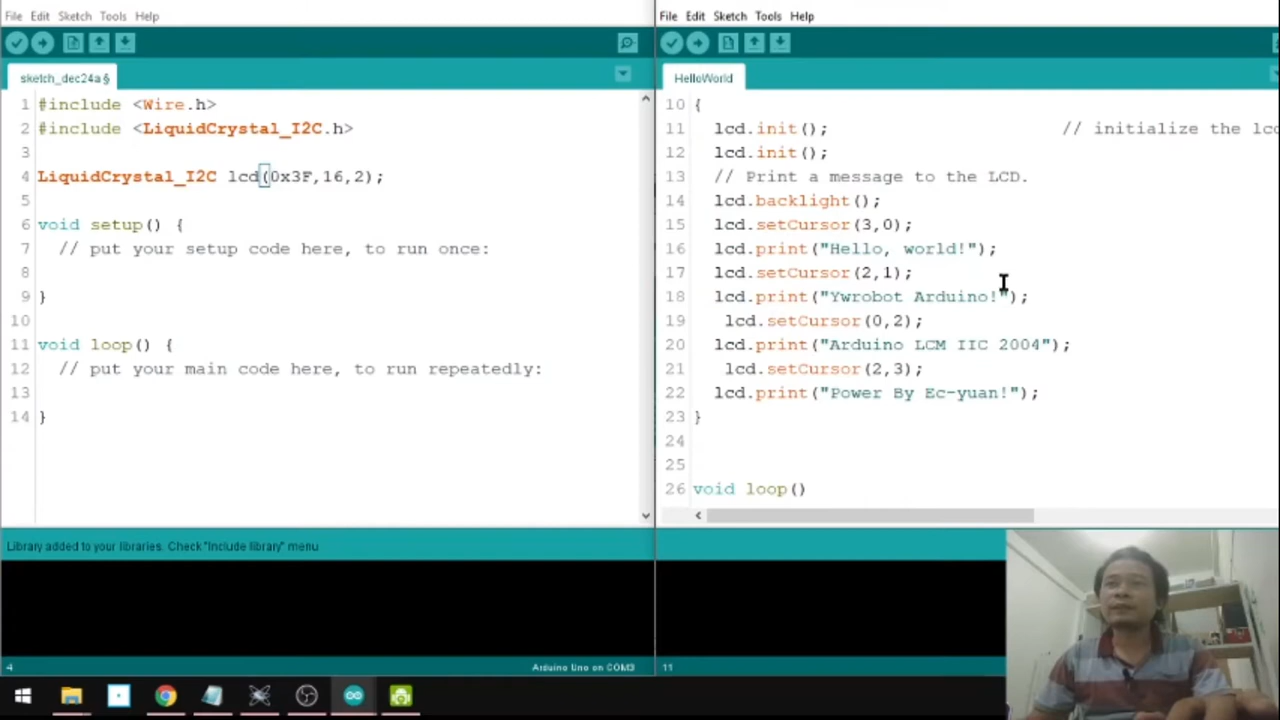 File Edit Sketch Tools Help
sketch_dec24a §
1 #include <Wire.h>
2 #include <LiquidCrystal_I2C.h>
3
4 LiquidCrystal_I2C lcd(0x3F,16,2);
5
6 void setup() {
7 // put your setup code here, to run once:
8
9 }
10
11 void loop() {
12 // put your main code here, to run repeatedly:
13
14 }
Library added to your libraries. Check "Include library" menu
4
Arduino Uno on COM3
File Edit Sketch Tools Help
HelloWorld
10 {
11 lcd.init(); // initialize the lcd
12 lcd.init();
13 // Print a message to the LCD.
14 lcd.backlight();
15 lcd.setCursor(3,0);
16 lcd.print("Hello, world!");
17 lcd.setCursor(2,1);
18 lcd.print("Ywrobot Arduino!");
19 lcd.setCursor(0,2);
20 lcd.print("Arduino LCM IIC 2004");
21 lcd.setCursor(2,3);
22 lcd.print("Power By Ec-yuan!");
23 }
24
25
26 void loop()
11